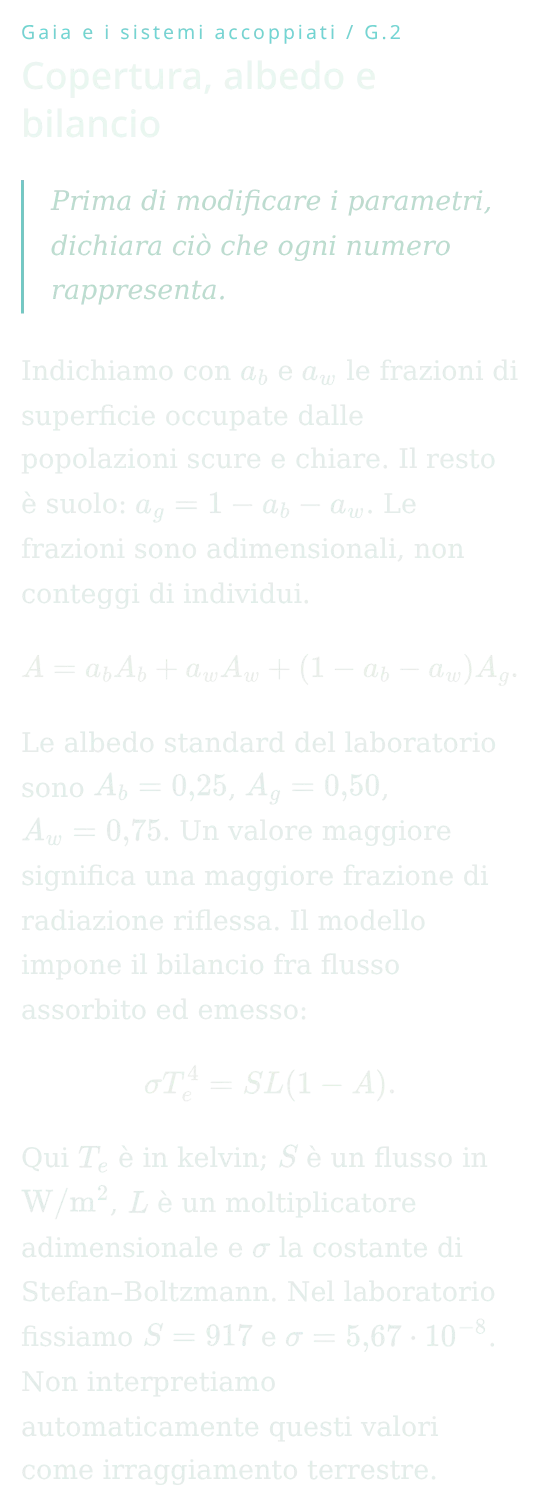 Gaia e i sistemi accoppiati / G.2
Copertura, albedo e
bilancio
Prima di modificare i parametri,
dichiara ciò che ogni numero
rappresenta.
Indichiamo con a_b e a_w le frazioni di
superficie occupate dalle
popolazioni scure e chiare. Il resto
è suolo: a_g = 1 − a_b − a_w. Le
frazioni sono adimensionali, non
conteggi di individui.
A = a_b A_b + a_w A_w + (1 − a_b − a_w)A_g.
Le albedo standard del laboratorio
sono A_b = 0,25, A_g = 0,50,
A_w = 0,75. Un valore maggiore
significa una maggiore frazione di
radiazione riflessa. Il modello
impone il bilancio fra flusso
assorbito ed emesso:
σT_e^4 = SL(1 − A).
Qui T_e è in kelvin; S è un flusso in
W/m², L è un moltiplicatore
adimensionale e σ la costante di
Stefan–Boltzmann. Nel laboratorio
fissiamo S = 917 e σ = 5,67 · 10⁻⁸.
Non interpretiamo
automaticamente questi valori
come irraggiamento terrestre.